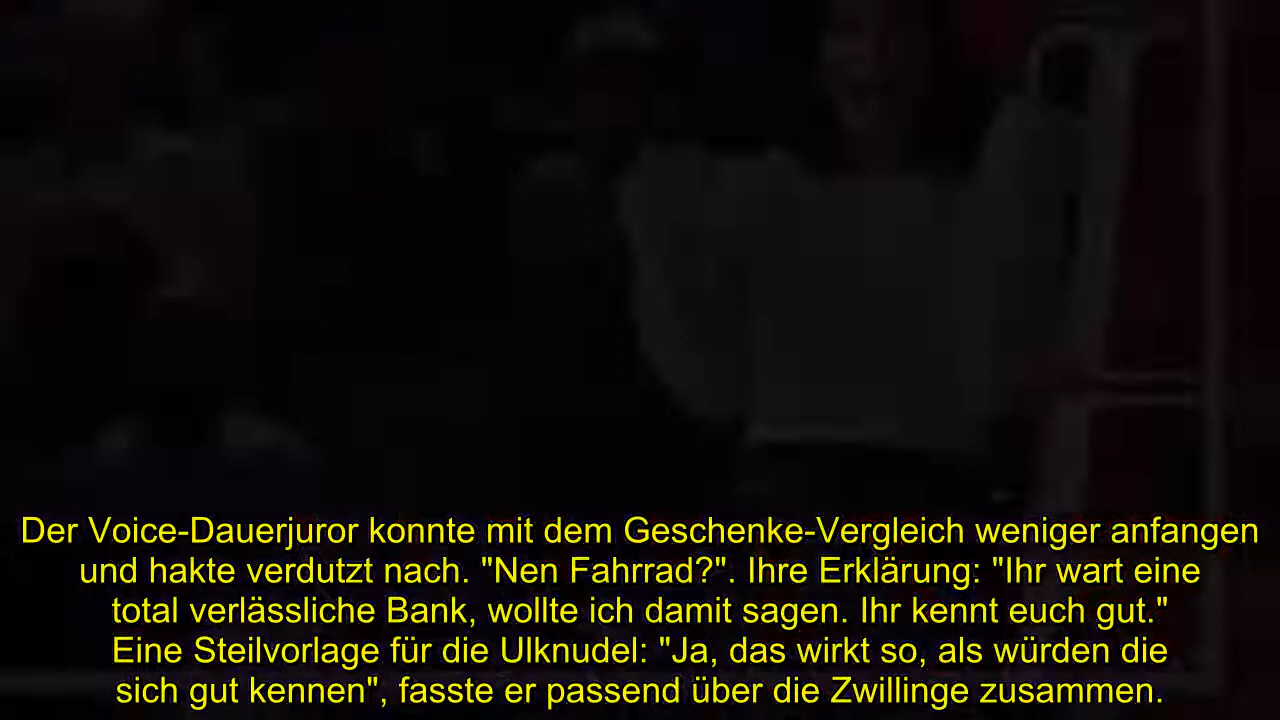 Der Voice-Dauerjuror konnte mit dem Geschenke-Vergleich weniger anfangen
und hakte verdutzt nach. "Nen Fahrrad?". Ihre Erklärung: "Ihr wart eine
total verlässliche Bank, wollte ich damit sagen. Ihr kennt euch gut."
Eine Steilvorlage für die Ulknudel: "Ja, das wirkt so, als würden die
sich gut kennen", fasste er passend über die Zwillinge zusammen.